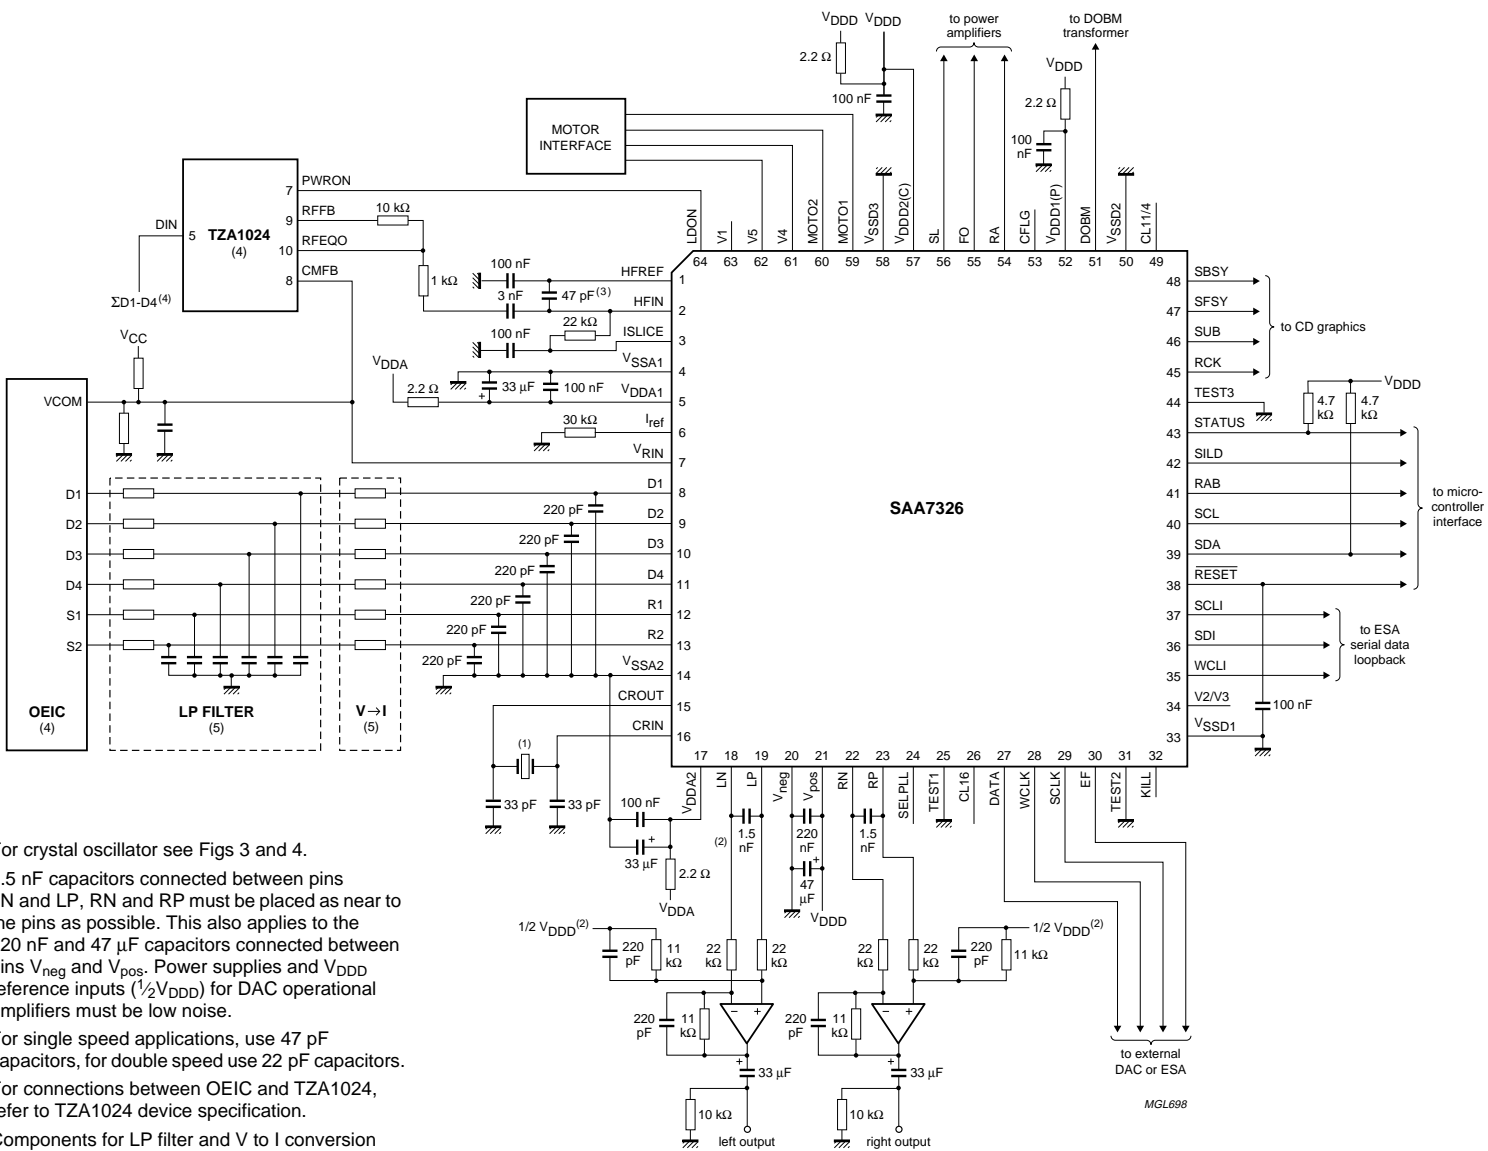 VDDD VDDD
2.2 Ω
100 nF
to power
amplifiers
to DOBM
transformer
VDDD
2.2 Ω
100
nF
MOTOR
INTERFACE
TZA1024
(4)
DIN
5
ΣD1-D4(4)
7 PWRON
9 RFFB
10 RFEQO
8 CMFB
10 kΩ
1 kΩ
LDON
V1
V5
V4
MOTO2
MOTO1
VSSD3
VDDD2(C)
SL
FO
RA
CFLG
VDDD1(P)
DOBM
VSSD2
CL11/4
64 63 62 61 60 59 58 57 56 55 54 53 52 51 50 49
100 nF
HFREF
1
3 nF
47 pF(3)
HFIN
2
22 kΩ
100 nF
ISLICE
3
VSSA1
4
VDDA
2.2 Ω
33 µF
+
100 nF
VDDA1
5
30 kΩ
Iref
6
VRIN
7
D1
8
220 pF
D2
9
220 pF
D3
10
220 pF
D4
11
220 pF
R1
12
220 pF
R2
13
220 pF
VSSA2
14
CROUT
15
CRIN
16
VCC
VCOM
D1
D2
D3
D4
S1
S2
OEIC
(4)
LP FILTER
(5)
V→I
(5)
SAA7326
48 SBSY
47 SFSY
46 SUB
45 RCK
to CD graphics
44 TEST3
43 STATUS
42 SILD
41 RAB
40 SCL
39 SDA
38 RESET
VDDD
4.7
kΩ
4.7
kΩ
to micro-
controller
interface
37 SCLI
36 SDI
35 WCLI
to ESA
serial data
loopback
34 V2/V3
33 VSSD1
100 nF
17 18 19 20 21 22 23 24 25 26 27 28 29 30 31 32
VDDA2
LN
LP
Vneg
Vpos
RN
RP
SELPLL
TEST1
CL16
DATA
WCLK
SCLK
EF
TEST2
KILL
(1)
33 pF
33 pF
100 nF
33 µF
+
2.2 Ω
VDDA
(2)
1.5
nF
220
nF
+
47
µF
VDDD
1.5
nF
1/2 VDDD(2)
220
pF
11
kΩ
22
kΩ
22
kΩ
22
kΩ
22
kΩ
220
pF
11 kΩ
1/2 VDDD(2)
220
pF
11
kΩ
− +
+
33 µF
10 kΩ
left output
220
pF
11
kΩ
− +
+
33 µF
10 kΩ
right output
to external
DAC or ESA
MGL698
or crystal oscillator see Figs 3 and 4.
.5 nF capacitors connected between pins
N and LP, RN and RP must be placed as near to
he pins as possible. This also applies to the
20 nF and 47 µF capacitors connected between
ins Vneg and Vpos. Power supplies and VDDD
eference inputs (½VDDD) for DAC operational
mplifiers must be low noise.
or single speed applications, use 47 pF
apacitors, for double speed use 22 pF capacitors.
or connections between OEIC and TZA1024,
efer to TZA1024 device specification.
Components for LP filter and V to I conversion